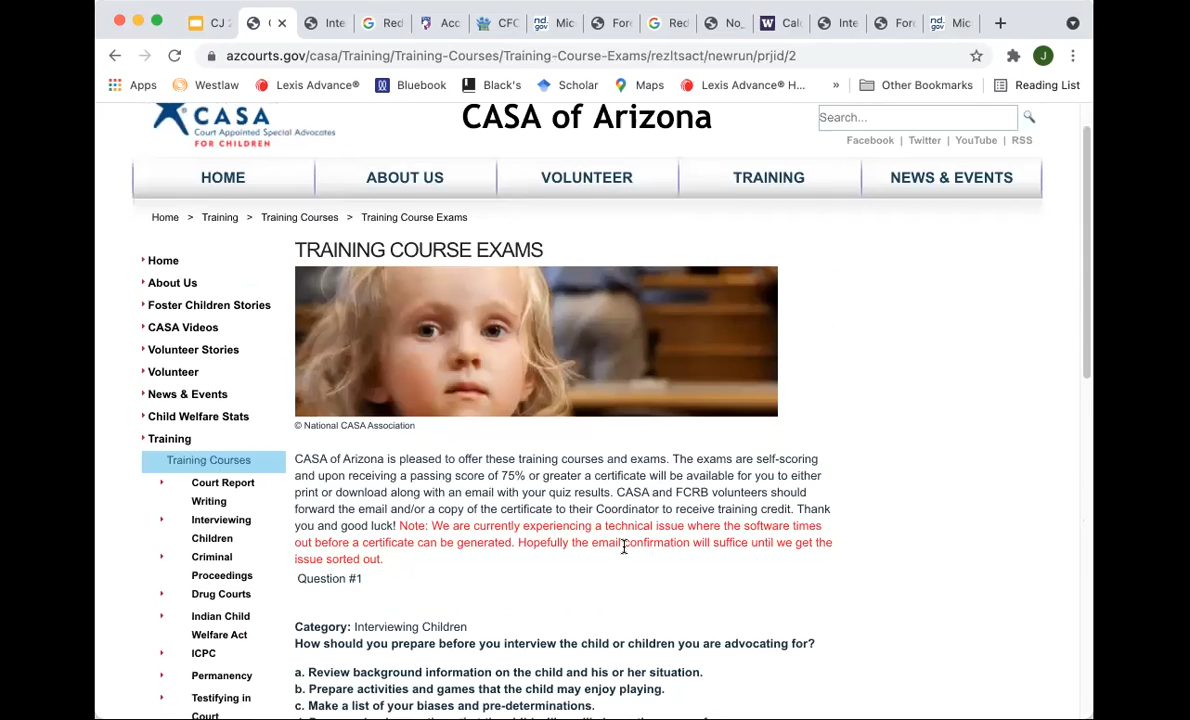 CJ
Inte
Red
Acc
CFC
Mic
For
Red
No_
Cal
Inte
For
Mic
azcourts.gov/casa/Training/Training-Courses/Training-Course-Exams/rezltsact/newrun/prjid/2
J
Apps
Westlaw
Lexis Advance®
Bluebook
Black's
Scholar
Maps
Lexis Advance® H...
»
Other Bookmarks
Reading List
CASA
Court Appointed Special Advocates
FOR CHILDREN
CASA of Arizona
Search...
Facebook | Twitter | YouTube | RSS
HOME
ABOUT US
VOLUNTEER
TRAINING
NEWS & EVENTS
Home > Training > Training Courses > Training Course Exams
Home
About Us
Foster Children Stories
CASA Videos
Volunteer Stories
Volunteer
News & Events
Child Welfare Stats
Training
Training Courses
Court Report
Writing
Interviewing
Children
Criminal
Proceedings
Drug Courts
Indian Child
Welfare Act
ICPC
Permanency
Testifying in
Court
TRAINING COURSE EXAMS
© National CASA Association
CASA of Arizona is pleased to offer these training courses and exams. The exams are self-scoring
and upon receiving a passing score of 75% or greater a certificate will be available for you to either
print or download along with an email with your quiz results. CASA and FCRB volunteers should
forward the email and/or a copy of the certificate to their Coordinator to receive training credit. Thank
you and good luck! Note: We are currently experiencing a technical issue where the software times
out before a certificate can be generated. Hopefully the email confirmation will suffice until we get the
issue sorted out.
Question #1
Category: Interviewing Children
How should you prepare before you interview the child or children you are advocating for?
a. Review background information on the child and his or her situation.
b. Prepare activities and games that the child may enjoy playing.
c. Make a list of your biases and pre-determinations.